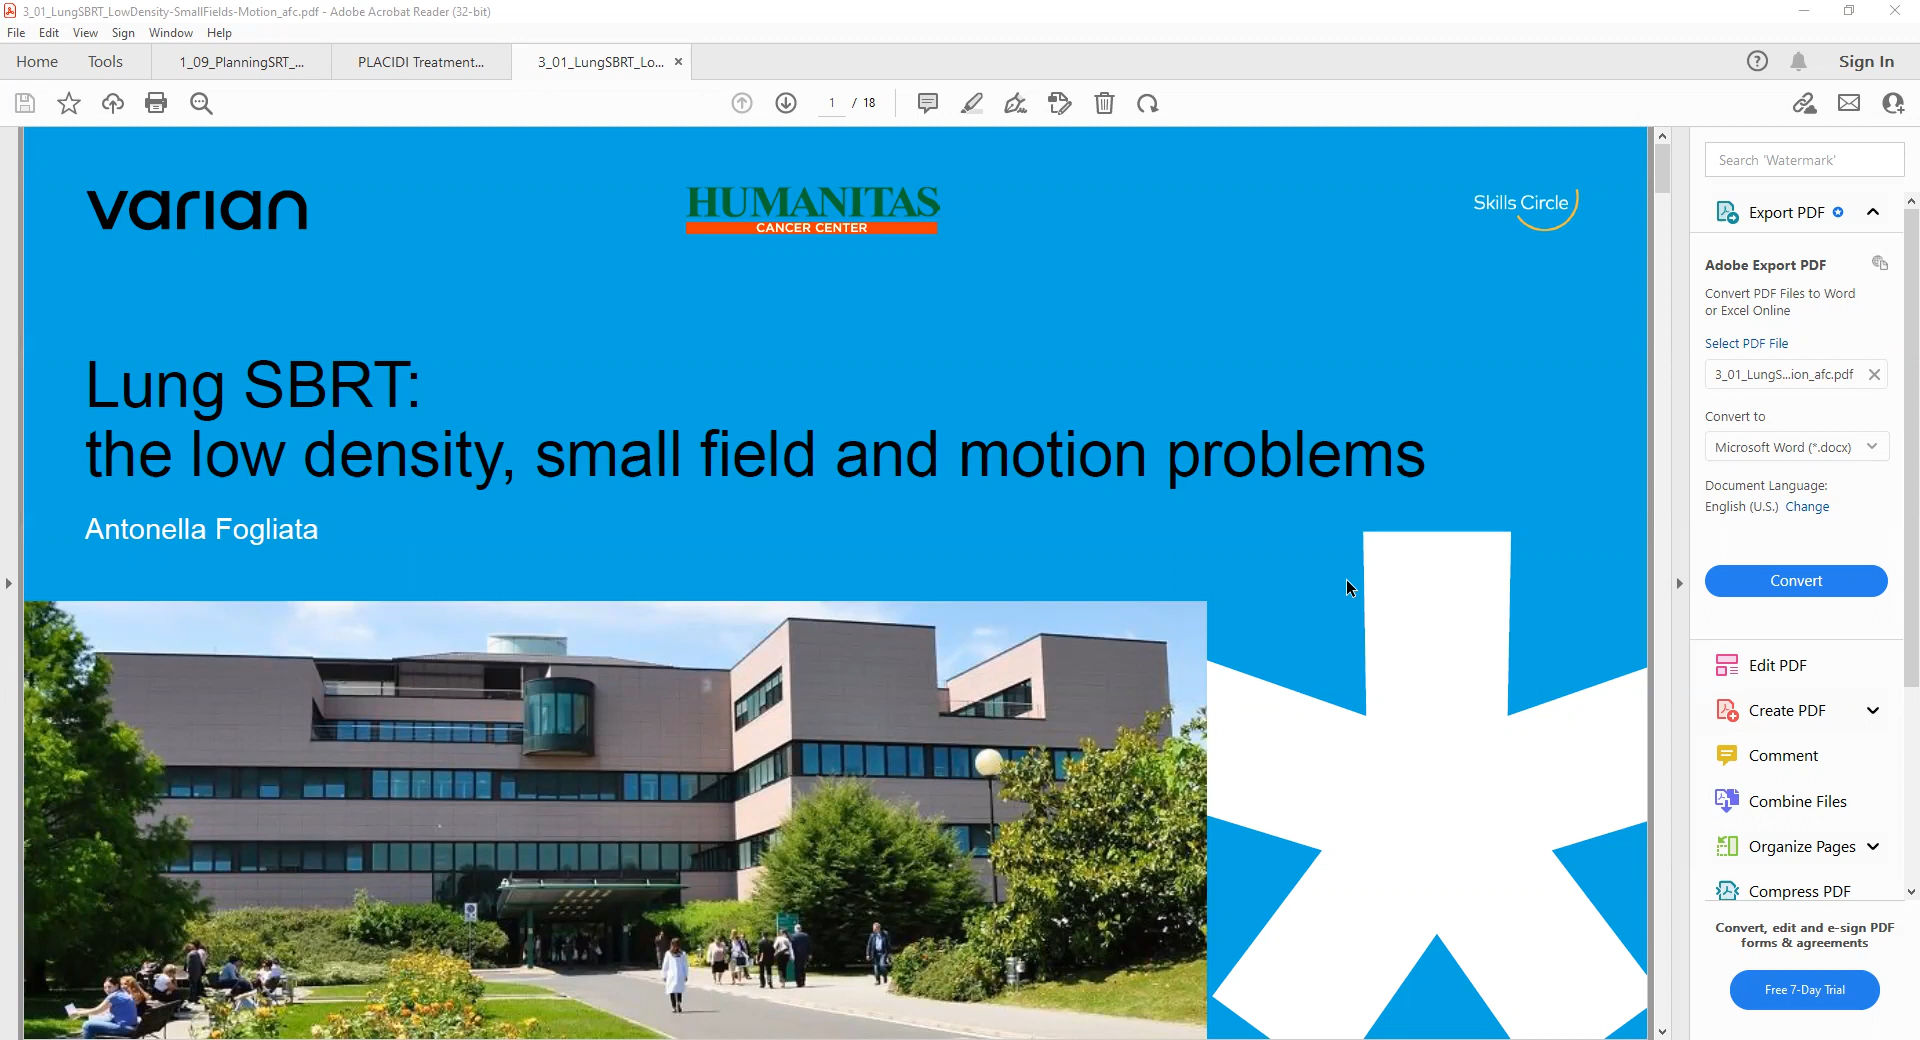 3_01_LungSBRT_LowDensity-SmallFields-Motion_afc.pdf - Adobe Acrobat Reader (32-bit)
File Edit View Sign Window Help
Home Tools 1_09_PlanningSRT_... PLACIDI Treatment... 3_01_LungSBRT_Lo... Sign In
1 / 18
varian
HUMANITAS
CANCER CENTER
Skills Circle
Lung SBRT:
the low density, small field and motion problems
Antonella Fogliata
Search 'Watermark'
Export PDF
Adobe Export PDF
Convert PDF Files to Word
or Excel Online
Select PDF File
3_01_LungS...ion_afc.pdf
Convert to
Microsoft Word (*.docx)
Document Language:
English (U.S.) Change
Convert
Edit PDF
Create PDF
Comment
Combine Files
Organize Pages
Compress PDF
Convert, edit and e-sign PDF
forms & agreements
Free 7-Day Trial